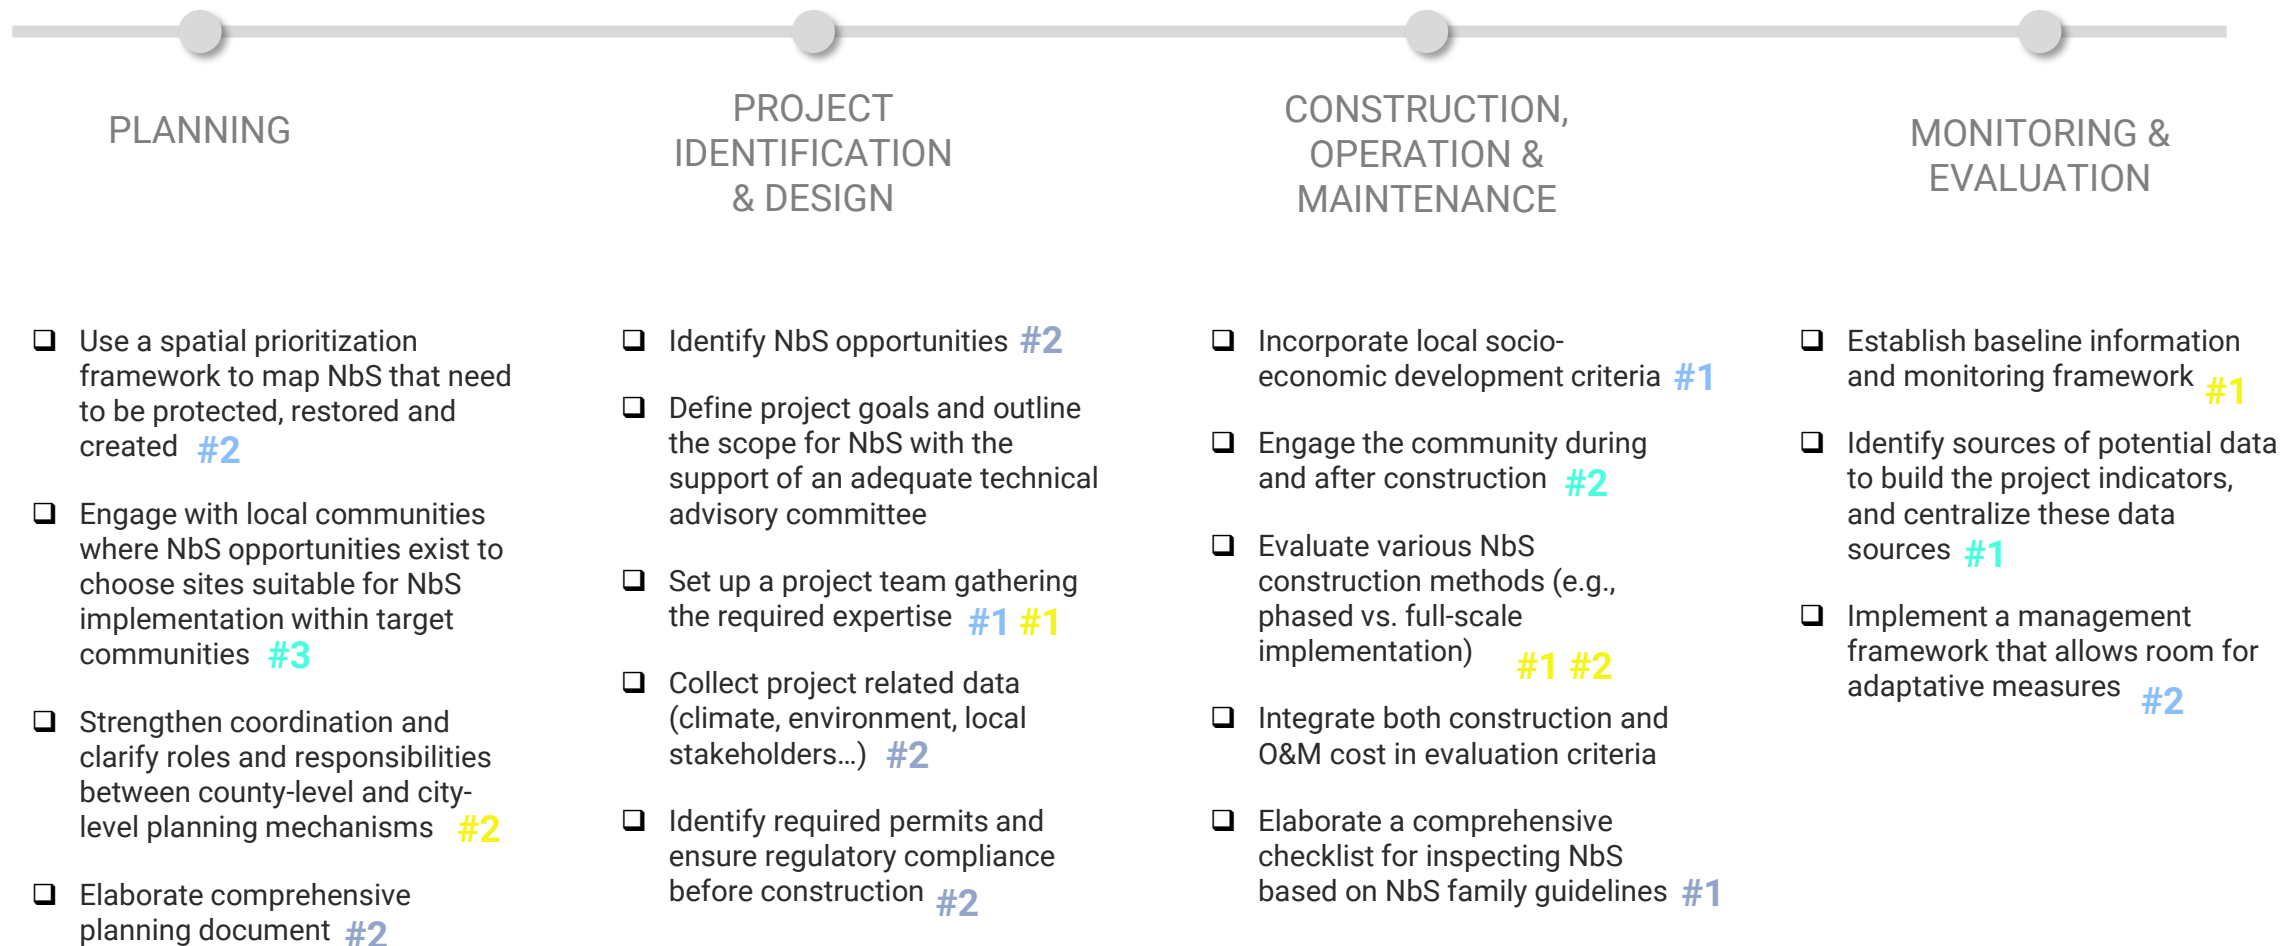 PLANNING
Use a spatial prioritization
framework to map NbS that need
to be protected, restored and
created #2
Engage with local communities
where NbS opportunities exist to
choose sites suitable for NbS
implementation within target
communities #3
Strengthen coordination and
clarify roles and responsibilities
between county-level and city-
level planning mechanisms #2
Elaborate comprehensive
planning document #2
PROJECT
IDENTIFICATION
& DESIGN
Identify NbS opportunities #2
Define project goals and outline
the scope for NbS with the
support of an adequate technical
advisory committee
Set up a project team gathering
the required expertise #1 #1
Collect project related data
(climate, environment, local
stakeholders…) #2
Identify required permits and
ensure regulatory compliance
before construction #2
CONSTRUCTION,
OPERATION &
MAINTENANCE
Incorporate local socio-
economic development criteria #1
Engage the community during
and after construction #2
Evaluate various NbS
construction methods (e.g.,
phased vs. full-scale
implementation) #1 #2
Integrate both construction and
O&M cost in evaluation criteria
Elaborate a comprehensive
checklist for inspecting NbS
based on NbS family guidelines #1
MONITORING &
EVALUATION
Establish baseline information
and monitoring framework #1
Identify sources of potential data
to build the project indicators,
and centralize these data
sources #1
Implement a management
framework that allows room for
adaptative measures #2